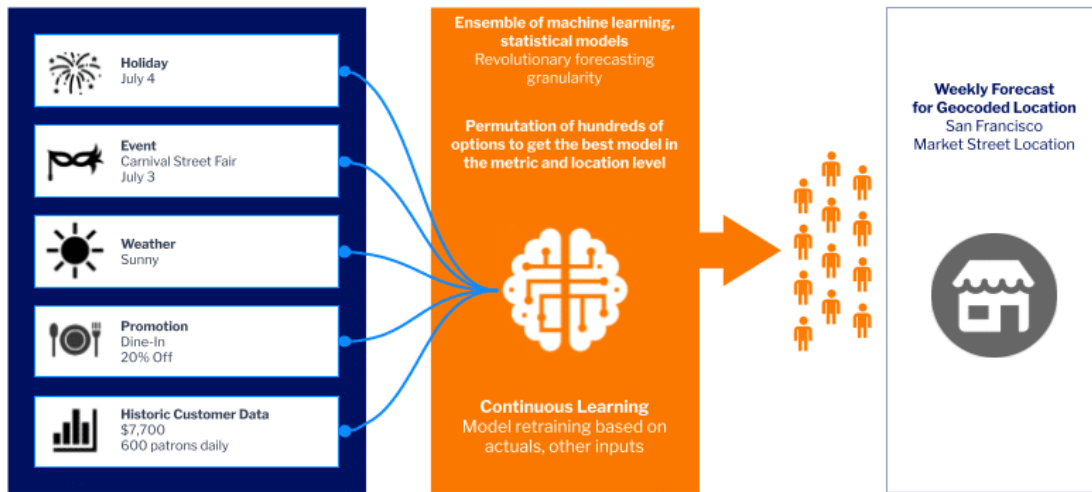 Holiday
July 4
Event
Carnival Street Fair
July 3
Weather
Sunny
Promotion
Dine-In
20% Off
Historic Customer Data
$7,700
600 patrons daily
Ensemble of machine learning,
statistical models
Revolutionary forecasting
granularity
Permutation of hundreds of
options to get the best model in
the metric and location level
Continuous Learning
Model retraining based on
actuals, other inputs
Weekly Forecast
for Geocoded Location
San Francisco
Market Street Location